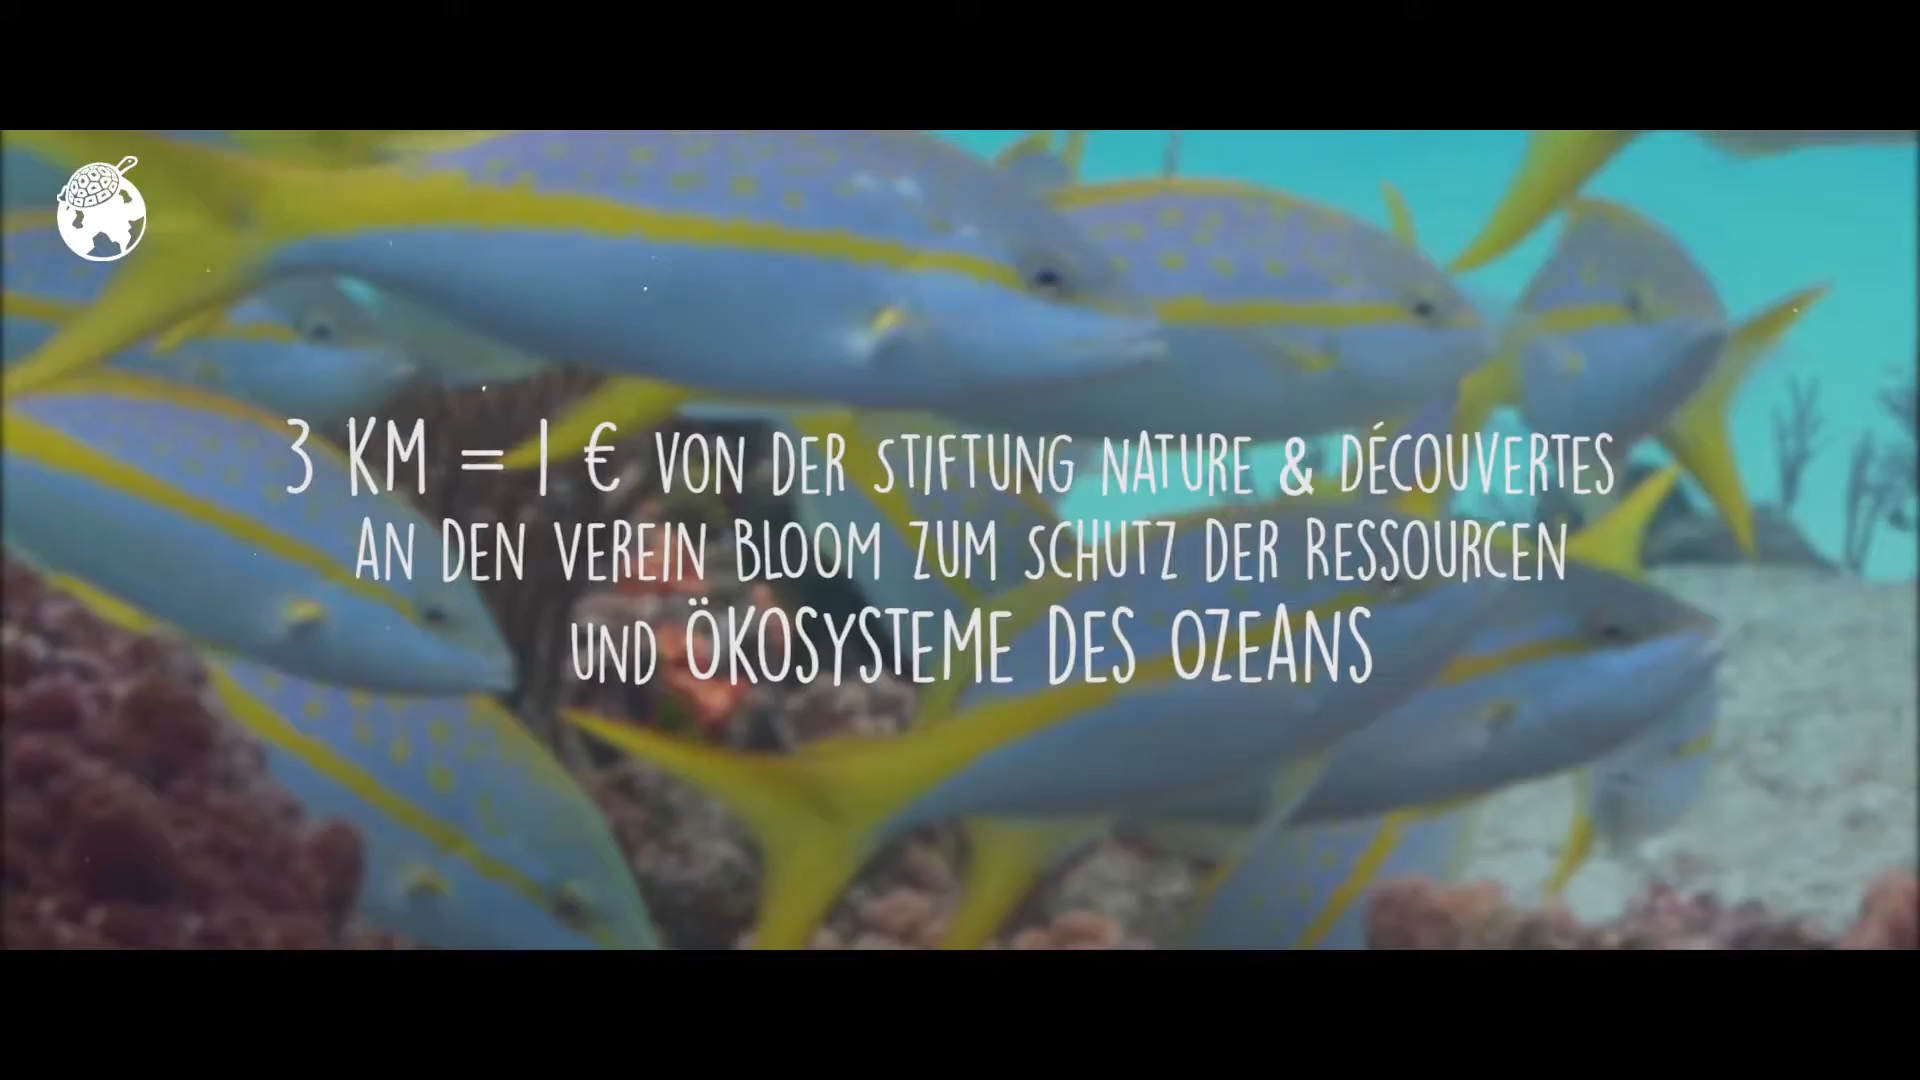 3 KM = 1 € VON DER STIFTUNG NATURE & DÉCOUVERTES
AN DEN VEREIN BLOOM ZUM SCHUTZ DER RESSOURCEN
UND ÖKOSYSTEME DES OZEANS